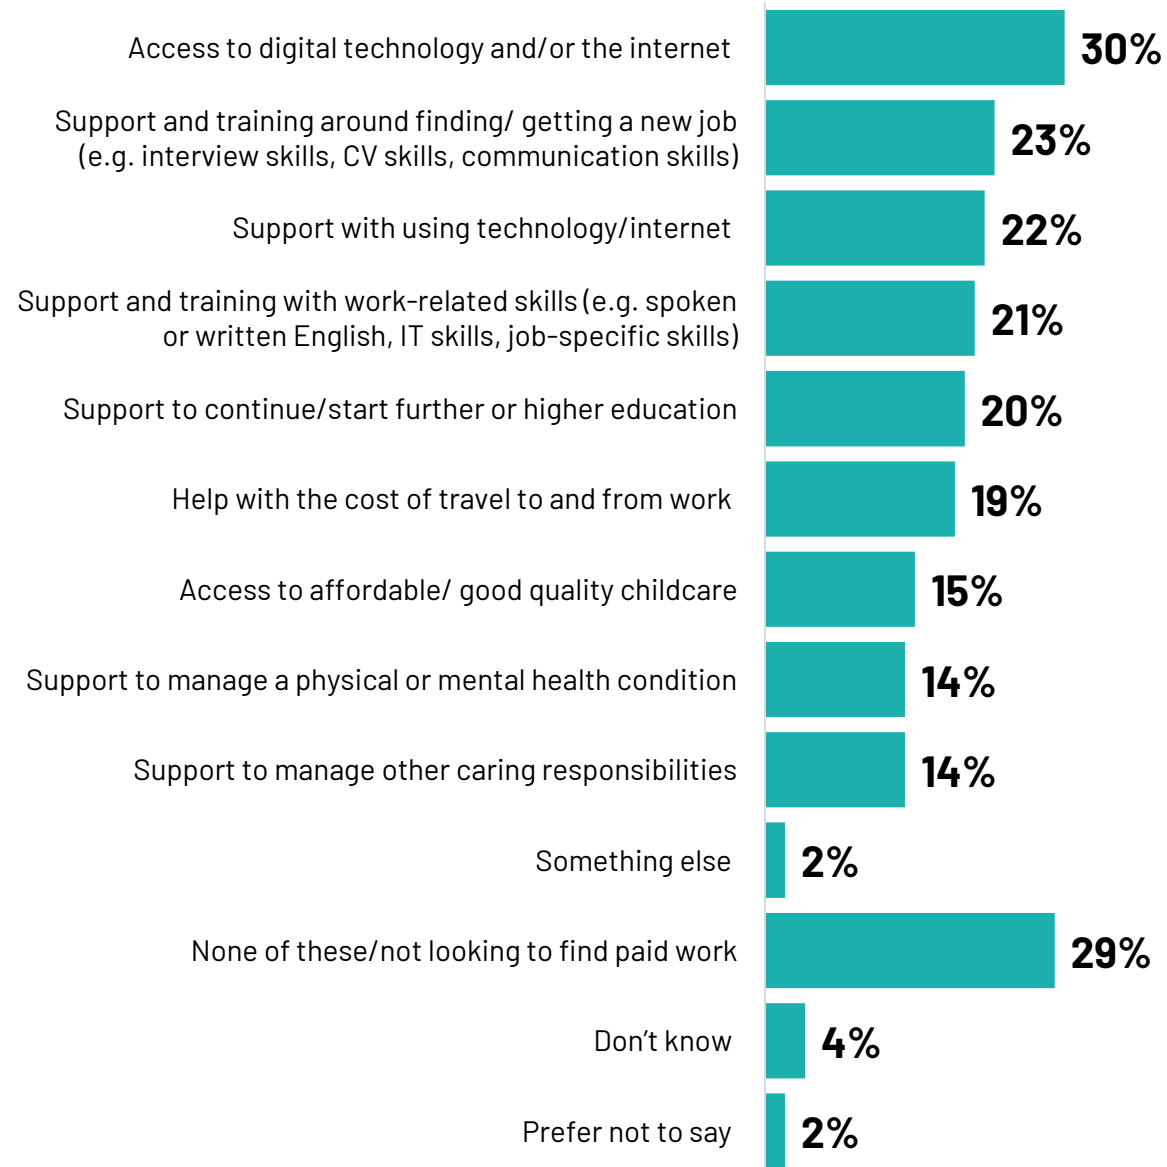 Access to digital technology and/or the internet
30%
Support and training around finding/ getting a new job
(e.g. interview skills, CV skills, communication skills)
23%
Support with using technology/internet
22%
Support and training with work-related skills (e.g. spoken
or written English, IT skills, job-specific skills)
21%
Support to continue/start further or higher education
20%
Help with the cost of travel to and from work
19%
Access to affordable/ good quality childcare
15%
Support to manage a physical or mental health condition
14%
Support to manage other caring responsibilities
14%
Something else
2%
None of these/not looking to find paid work
29%
Don't know
4%
Prefer not to say
2%